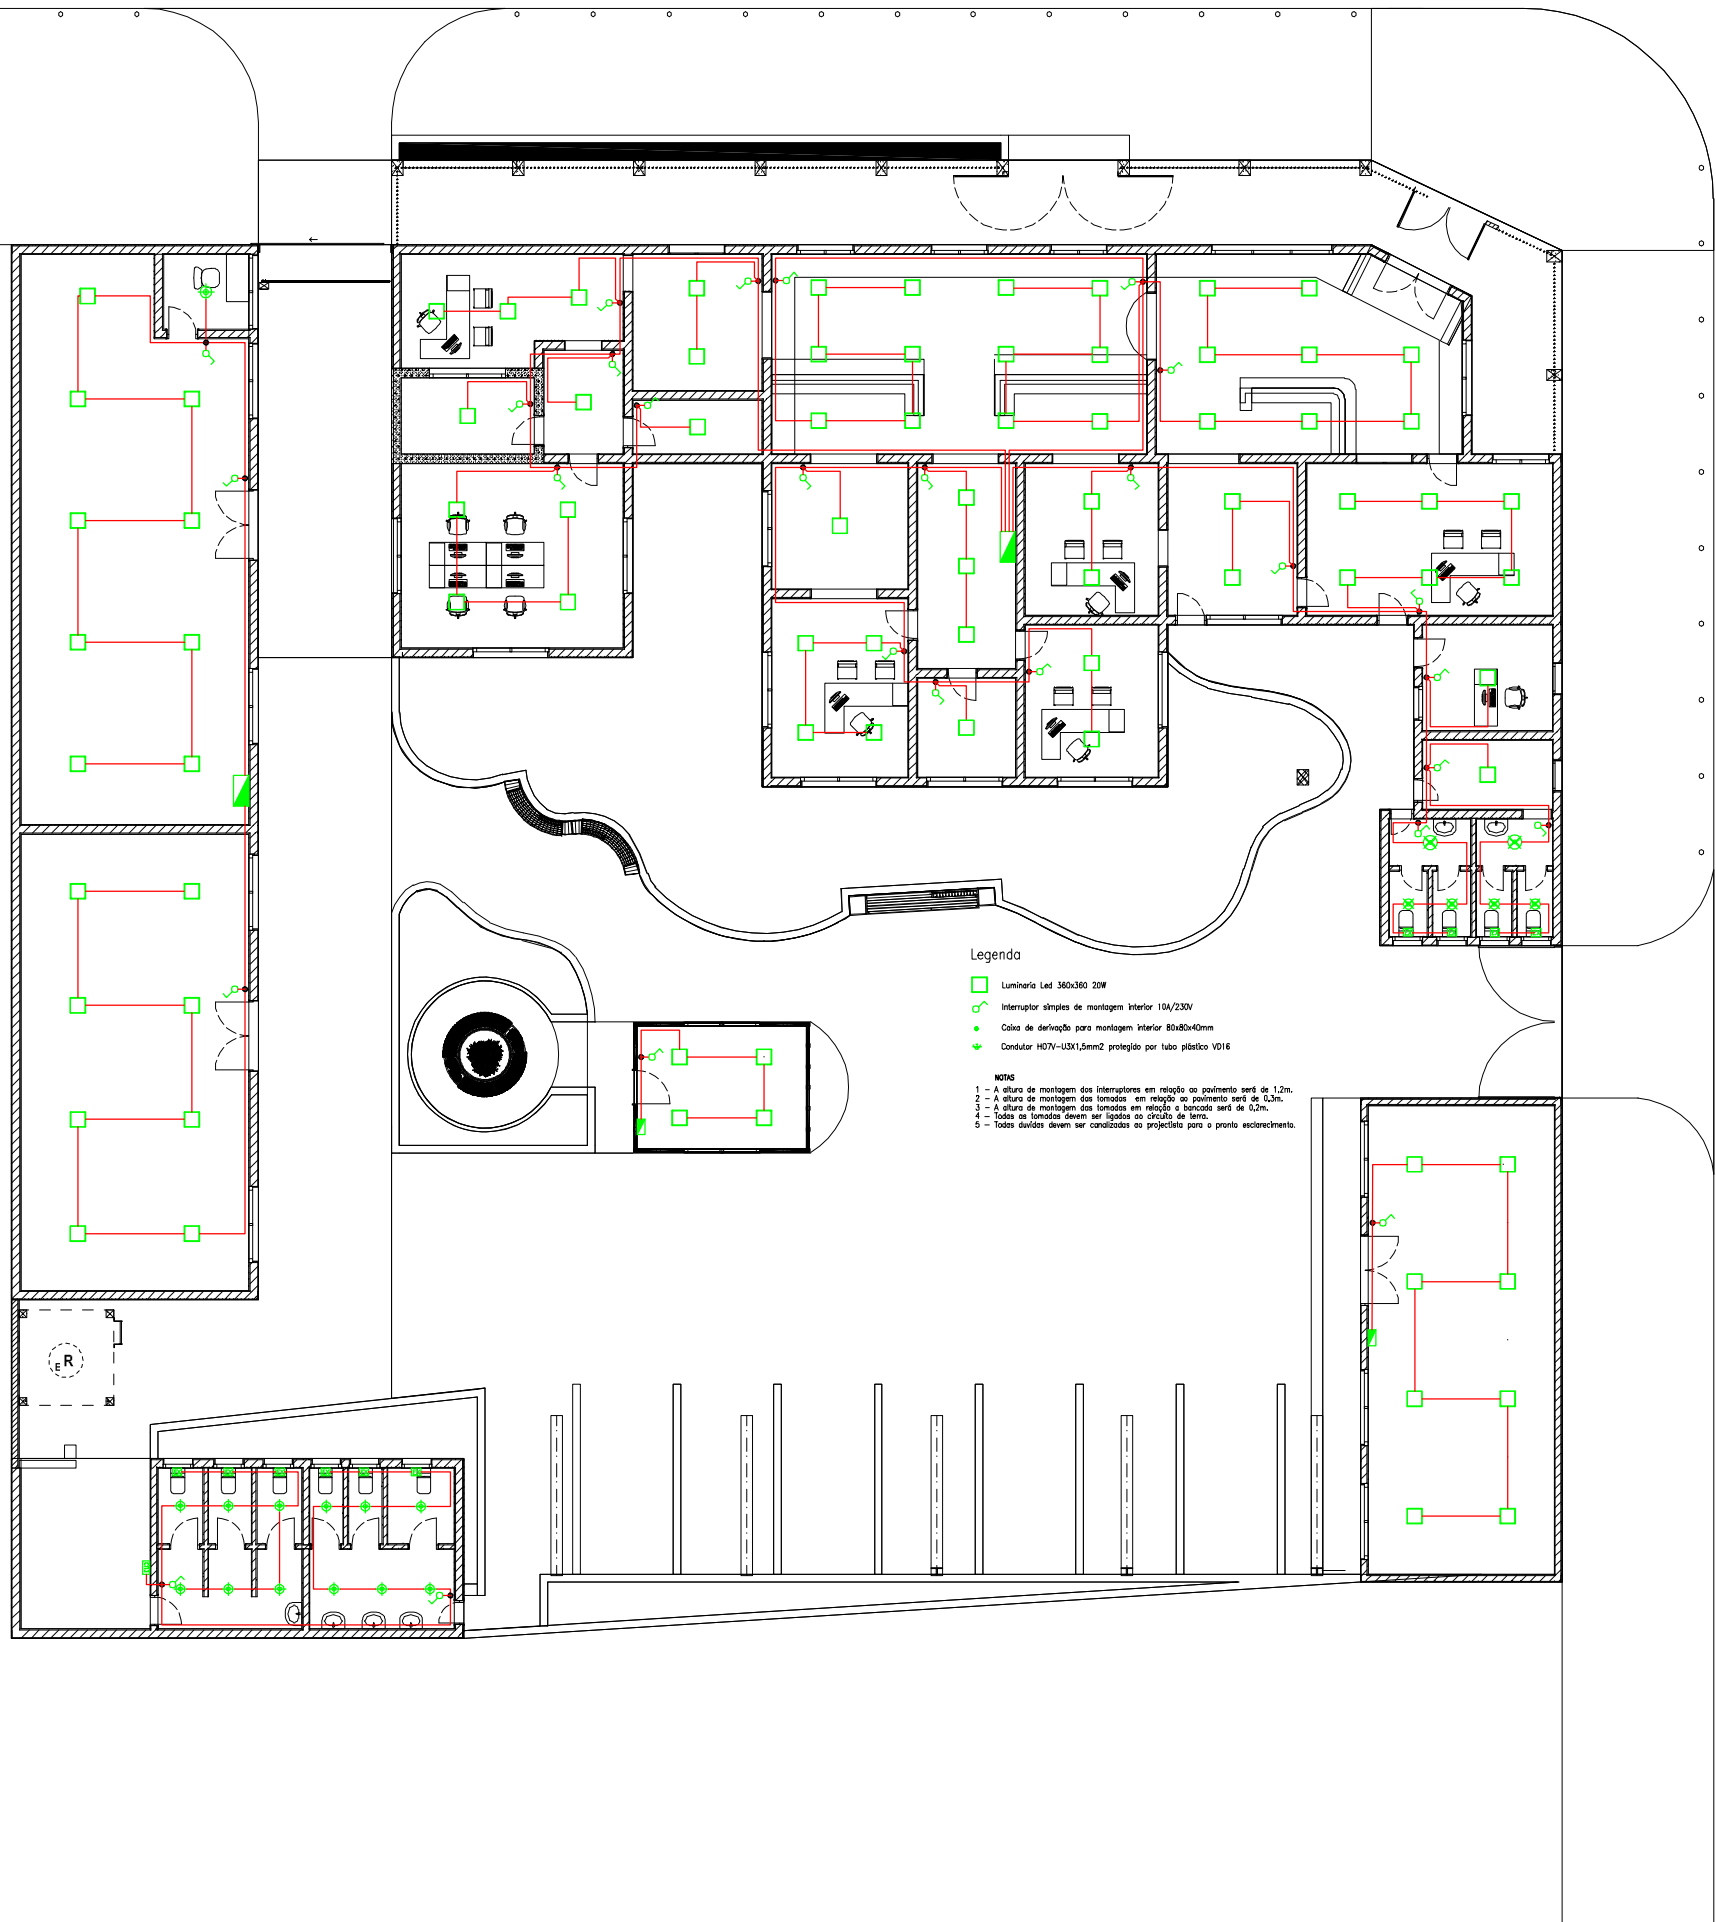 Legenda
Luminaria Led 360x360 20W
Interruptor simples de montagem interior 10A/230V
Caixa de derivação para montagem interior 80x80x40mm
Condutor H07V-U3X1,5mm2 protegido por tubo plástico VD16
NOTAS
1 - A altura de montagem dos interruptores em relação ao pavimento será de 1,2m.
2 - A altura de montagem das tomadas em relação ao pavimento será de 0,3m.
3 - A altura de montagem das tomadas em relação a bancada será de 0,2m.
4 - Todas as tomadas devem ser ligados ao circuito de terra.
5 - Todas duvidas devem ser canalizadas ao projectista para o pronto esclarecimento.
E R